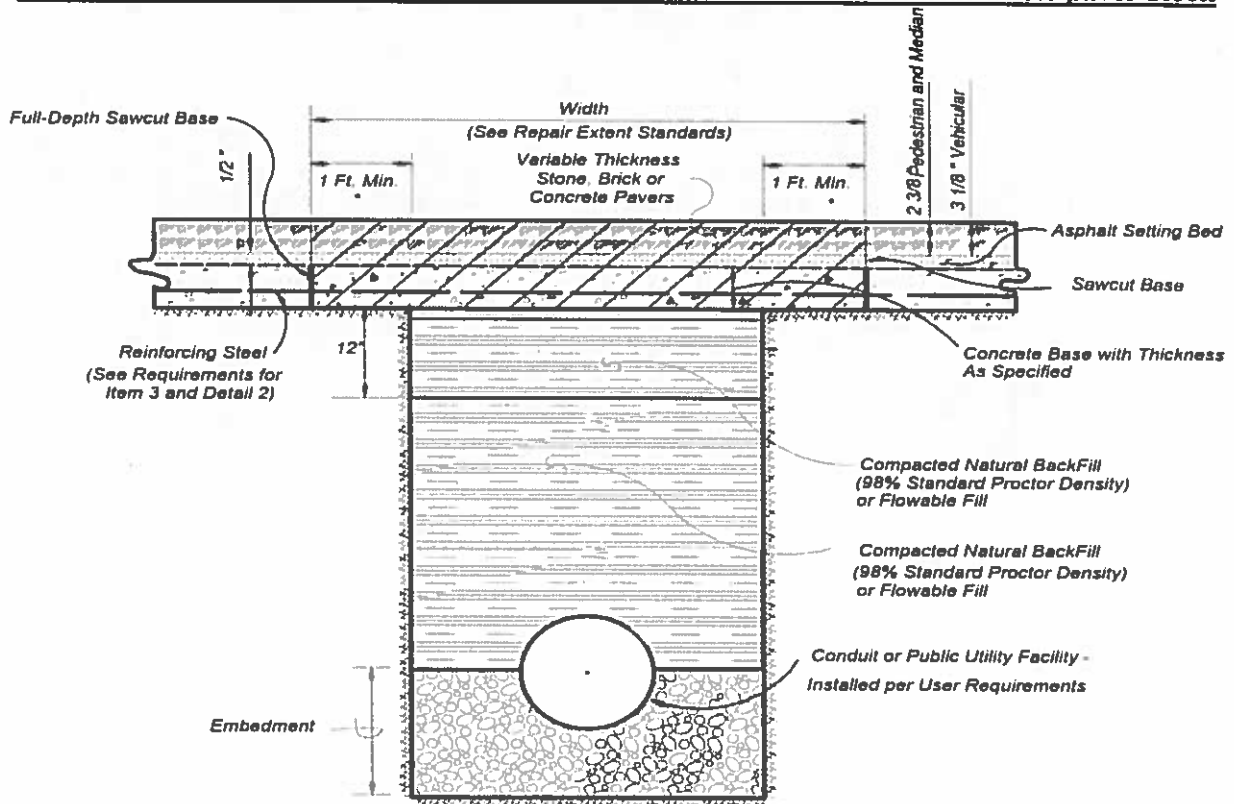 Full-Depth Sawcut Base
1/2"
Width
(See Repair Extent Standards)
1 Ft. Min.
Variable Thickness
Stone, Brick or
Concrete Pavers
1 Ft. Min.
2 3/8 Pedestrian and Median
3 1/8" Vehicular
Asphalt Setting Bed
Sawcut Base
Reinforcing Steel
(See Requirements for
Item 3 and Detail 2)
12"
Concrete Base with Thickness
As Specified
Compacted Natural BackFill
(98% Standard Proctor Density)
or Flowable Fill
Compacted Natural BackFill
(98% Standard Proctor Density)
or Flowable Fill
Conduit or Public Utility Facility -
Installed per User Requirements
Embedment